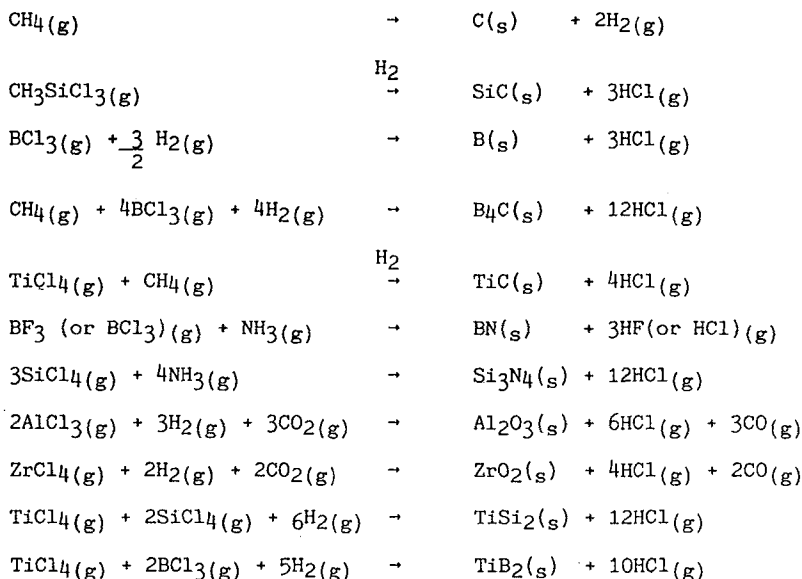 CH4(g) → C(s) + 2H2(g)
H2
CH3SiCl3(g) → SiC(s) + 3HCl(g)
BCl3(g) + 3/2 H2(g) → B(s) + 3HCl(g)
CH4(g) + 4BCl3(g) + 4H2(g) → B4C(s) + 12HCl(g)
H2
TiCl4(g) + CH4(g) → TiC(s) + 4HCl(g)
BF3 (or BCl3)(g) + NH3(g) → BN(s) + 3HF(or HCl)(g)
3SiCl4(g) + 4NH3(g) → Si3N4(s) + 12HCl(g)
2AlCl3(g) + 3H2(g) + 3CO2(g) → Al2O3(s) + 6HCl(g) + 3CO(g)
ZrCl4(g) + 2H2(g) + 2CO2(g) → ZrO2(s) + 4HCl(g) + 2CO(g)
TiCl4(g) + 2SiCl4(g) + 6H2(g) → TiSi2(s) + 12HCl(g)
TiCl4(g) + 2BCl3(g) + 5H2(g) → TiB2(s) + 10HCl(g)